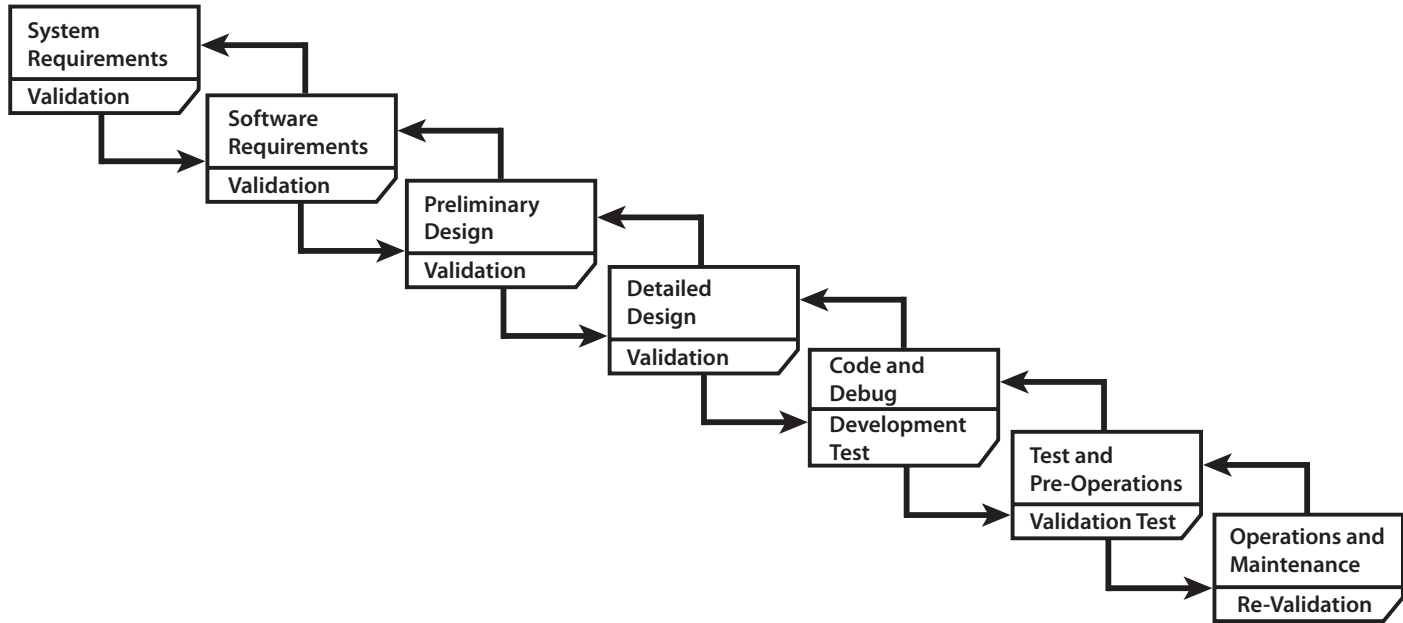 System
Requirements
Validation
Software
Requirements
Validation
Preliminary
Design
Validation
Detailed
Design
Validation
Code and
Debug
Development
Test
Test and
Pre-Operations
Validation Test
Operations and
Maintenance
Re-Validation